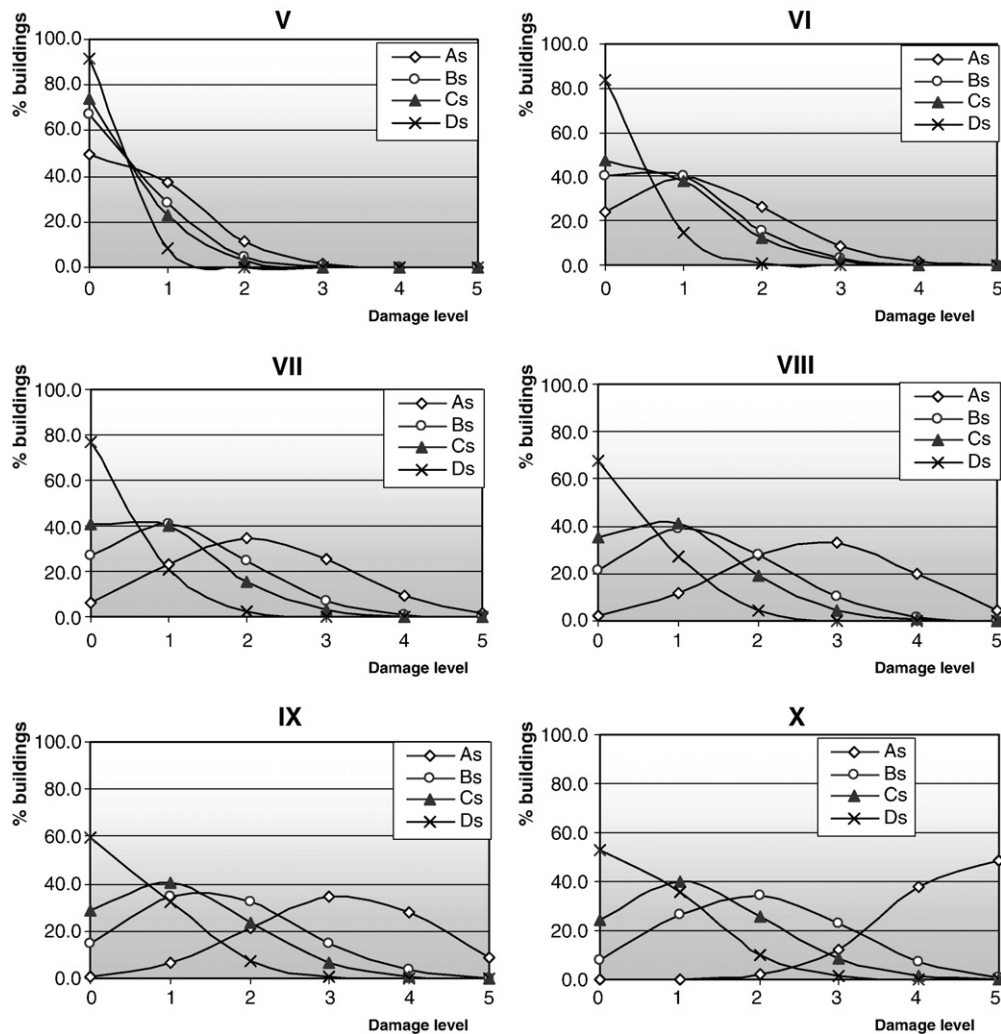 V
% buildings
100.0
80.0
60.0
40.0
20.0
0.0
0 1 2 3 4 5
Damage level
As
Bs
Cs
Ds
VI
% buildings
100.0
80.0
60.0
40.0
20.0
0.0
0 1 2 3 4 5
Damage level
As
Bs
Cs
Ds
VII
% buildings
100.0
80.0
60.0
40.0
20.0
0.0
0 1 2 3 4 5
Damage level
As
Bs
Cs
Ds
VIII
% buildings
100.0
80.0
60.0
40.0
20.0
0.0
0 1 2 3 4 5
Damage level
As
Bs
Cs
Ds
IX
% buildings
100.0
80.0
60.0
40.0
20.0
0.0
0 1 2 3 4 5
Damage level
As
Bs
Cs
Ds
X
% buildings
100.0
80.0
60.0
40.0
20.0
0.0
0 1 2 3 4 5
Damage level
As
Bs
Cs
Ds